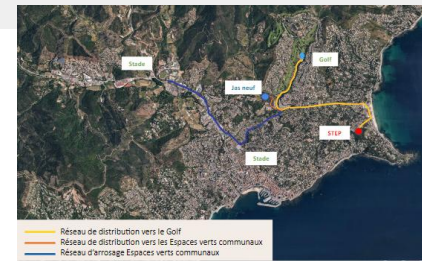 Stade
Golf
Jas neuf
STEP
Stade
Réseau de distribution vers le Golf
Réseau de distribution vers les Espaces verts communaux
Réseau d'arrosage Espaces verts communaux